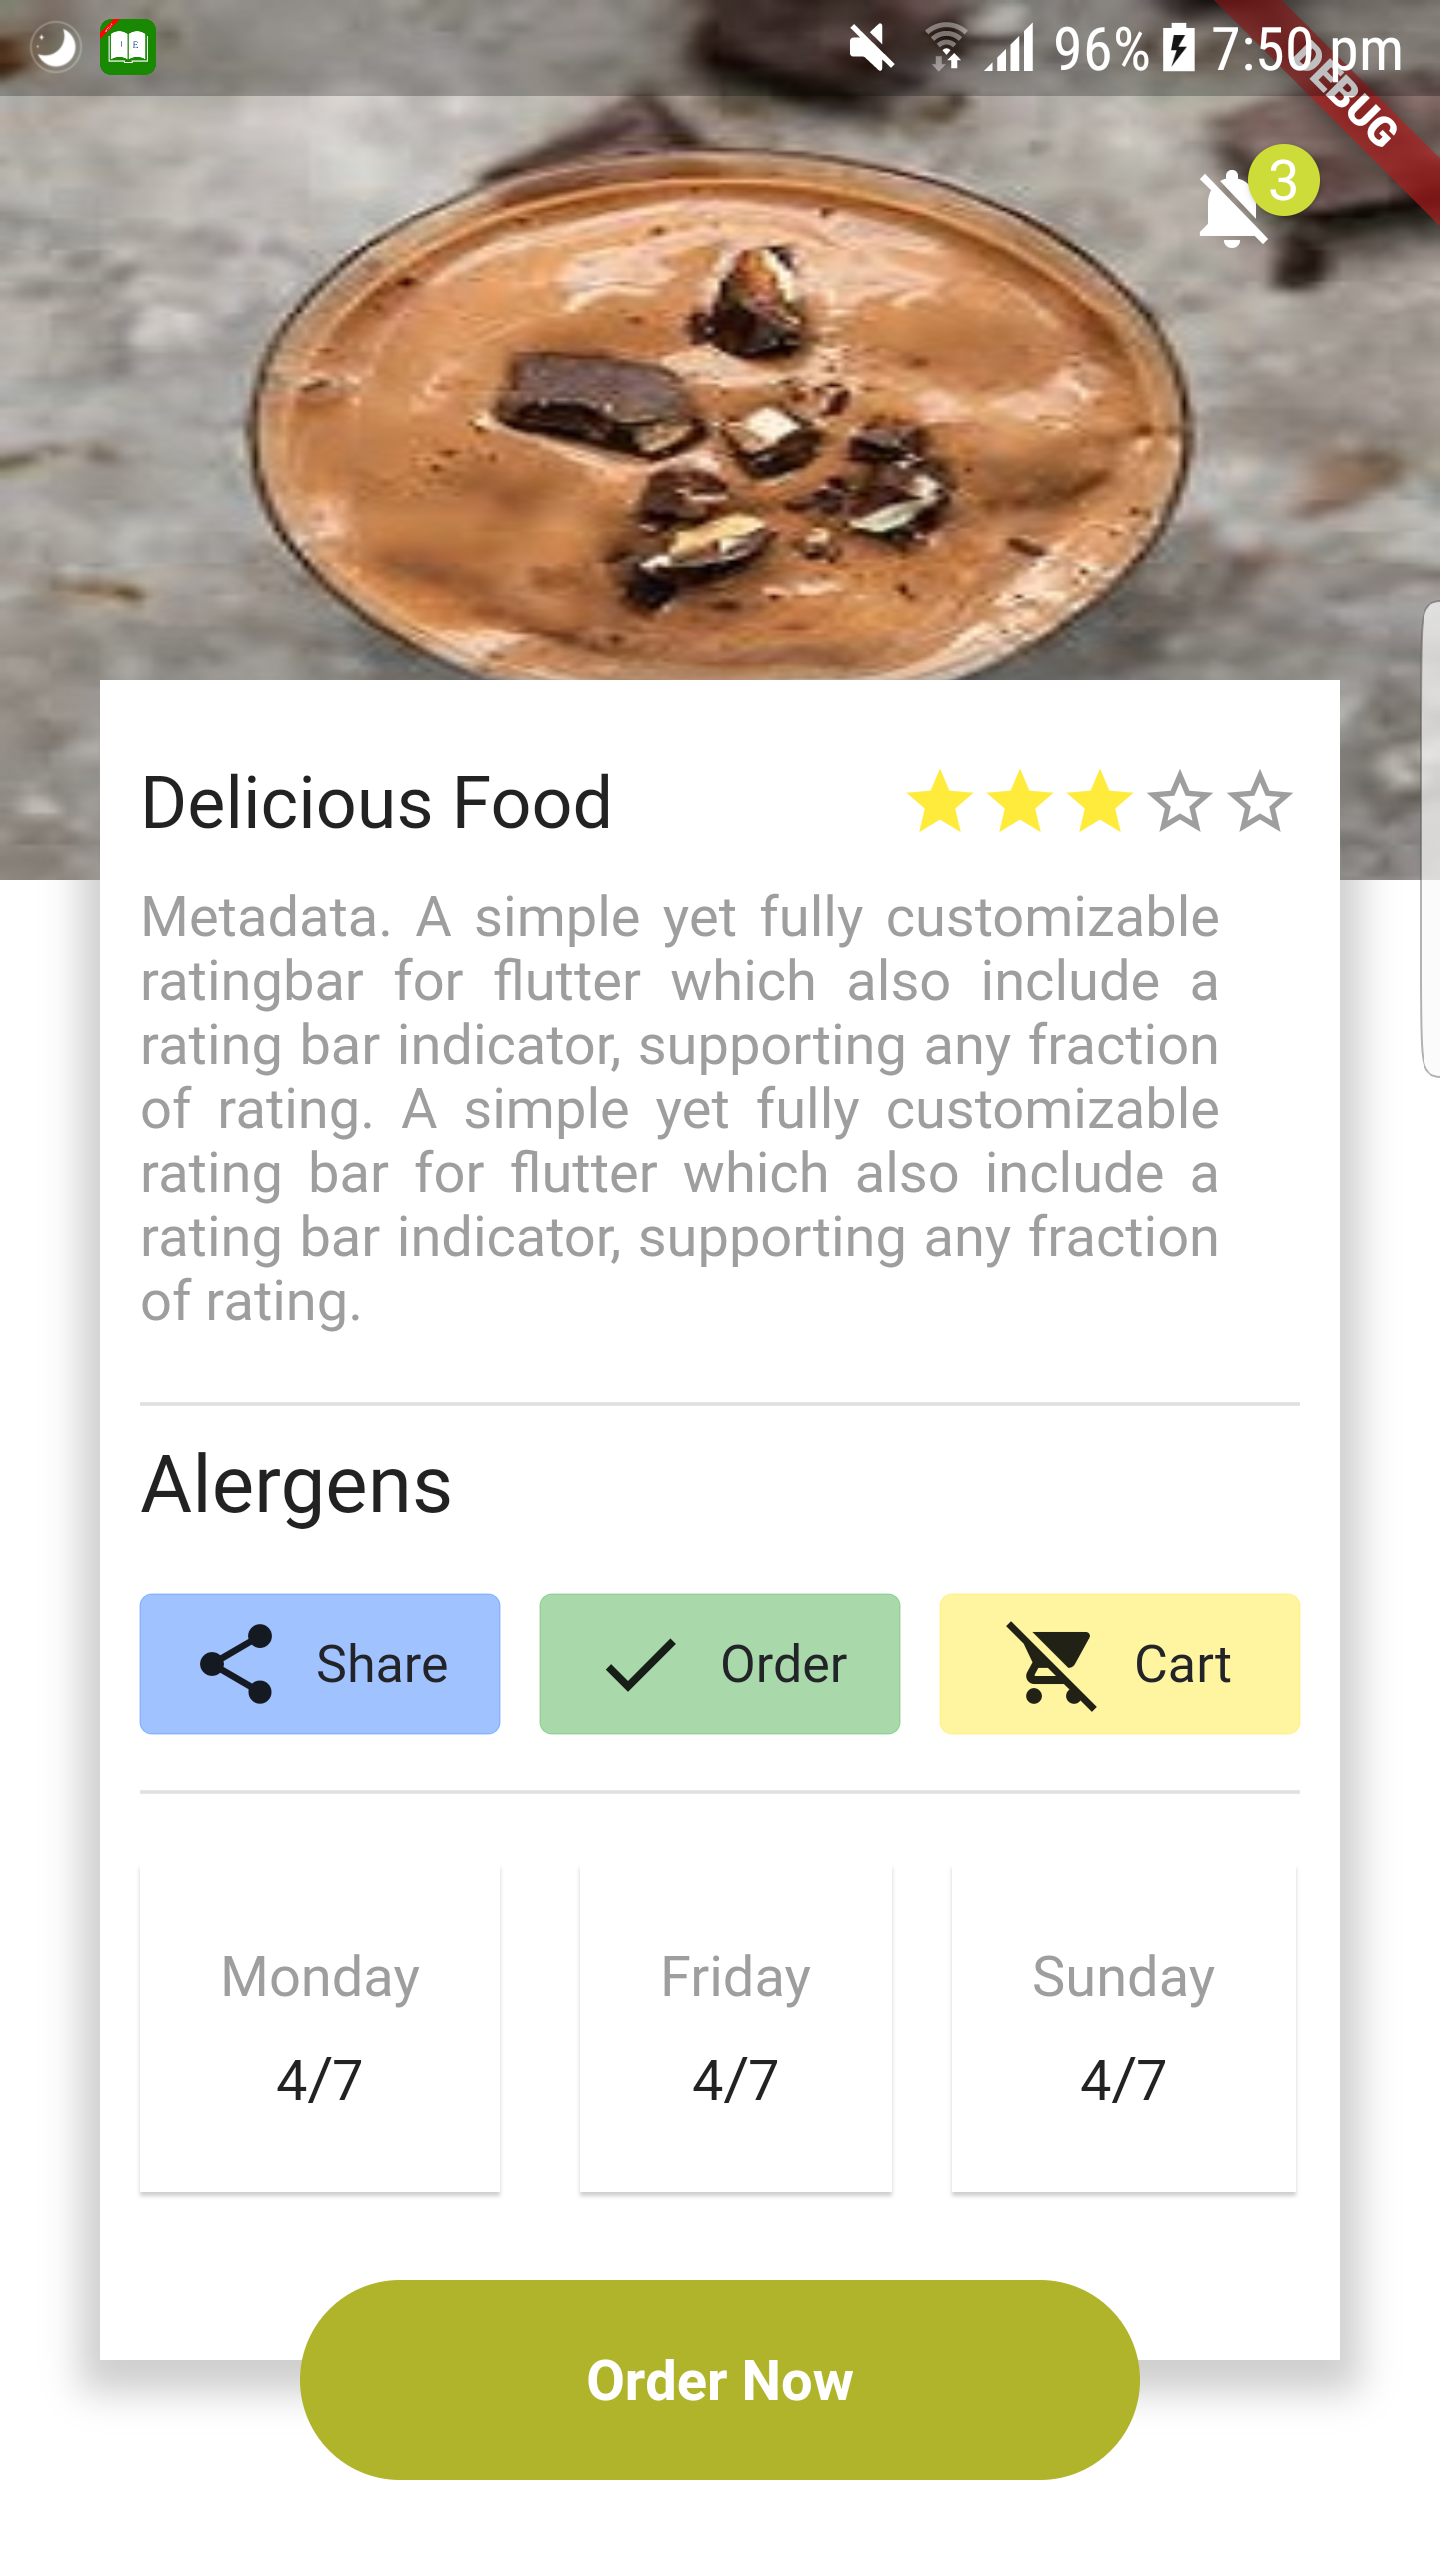 96% 7:50 pm
DEBUG
3
Delicious Food
Metadata. A simple yet fully customizable
ratingbar for flutter which also include a
rating bar indicator, supporting any fraction
of rating. A simple yet fully customizable
rating bar for flutter which also include a
rating bar indicator, supporting any fraction
of rating.
Alergens
Share Order Cart
Monday Friday Sunday
4/7 4/7 4/7
Order Now